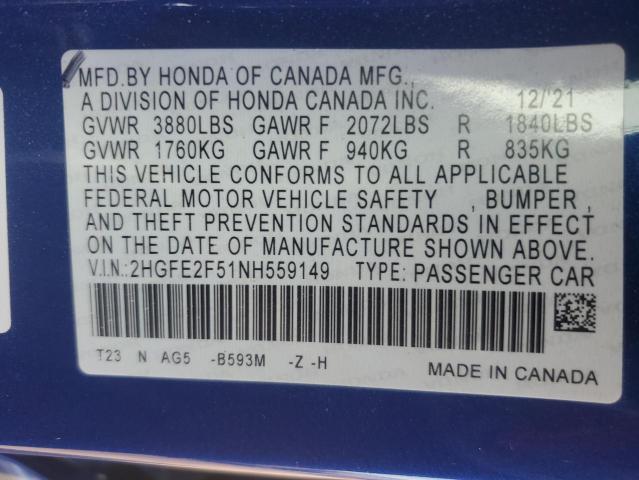 MFD.BY HONDA OF CANADA MFG.,
A DIVISION OF HONDA CANADA INC. 12/'21
GVWR 3880LBS GAWR F 2072LBS R 1840LBS
GVWR 1760KG GAWR F 940KG R 835KG
THIS VEHICLE CONFORMS TO ALL APPLICABLE
FEDERAL MOTOR VEHICLE SAFETY , BUMPER ,
AND THEFT PREVENTION STANDARDS IN EFFECT
ON THE DATE OF MANUFACTURE SHOWN ABOVE.
V.I.N.:2HGFE2F51NH559149 TYPE: PASSENGER CAR
T23 N AG5 -B593M -Z -H
MADE IN CANADA